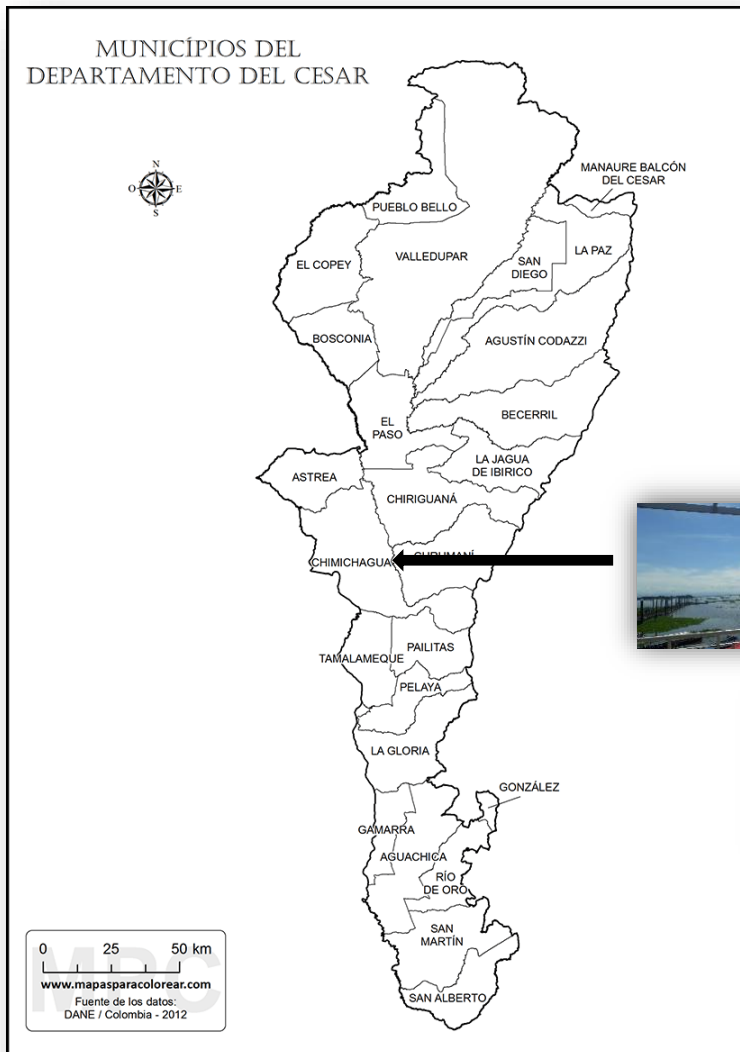 MUNICÍPIOS DEL
DEPARTAMENTO DEL CESAR
N
O
E
S
MANAURE BALCÓN
DEL CESAR
PUEBLO BELLO
VALLEDUPAR
EL COPEY
SAN
DIEGO
LA PAZ
BOSCONIA
AGUSTÍN CODAZZI
EL
PASO
BECERRIL
LA JAGUA
DE IBIRICO
ASTREA
CHIRIGUANÁ
CHIMICHAGUA
CURUMANÍ
TAMALAMEQUE
PAILITAS
PELAYA
LA GLORIA
GONZÁLEZ
GAMARRA
AGUACHICA
RÍO
DE ORO
SAN
MARTÍN
SAN ALBERTO
0 25 50 km
MPC
www.mapasparacolorear.com
Fuente de los datos:
DANE / Colombia - 2012